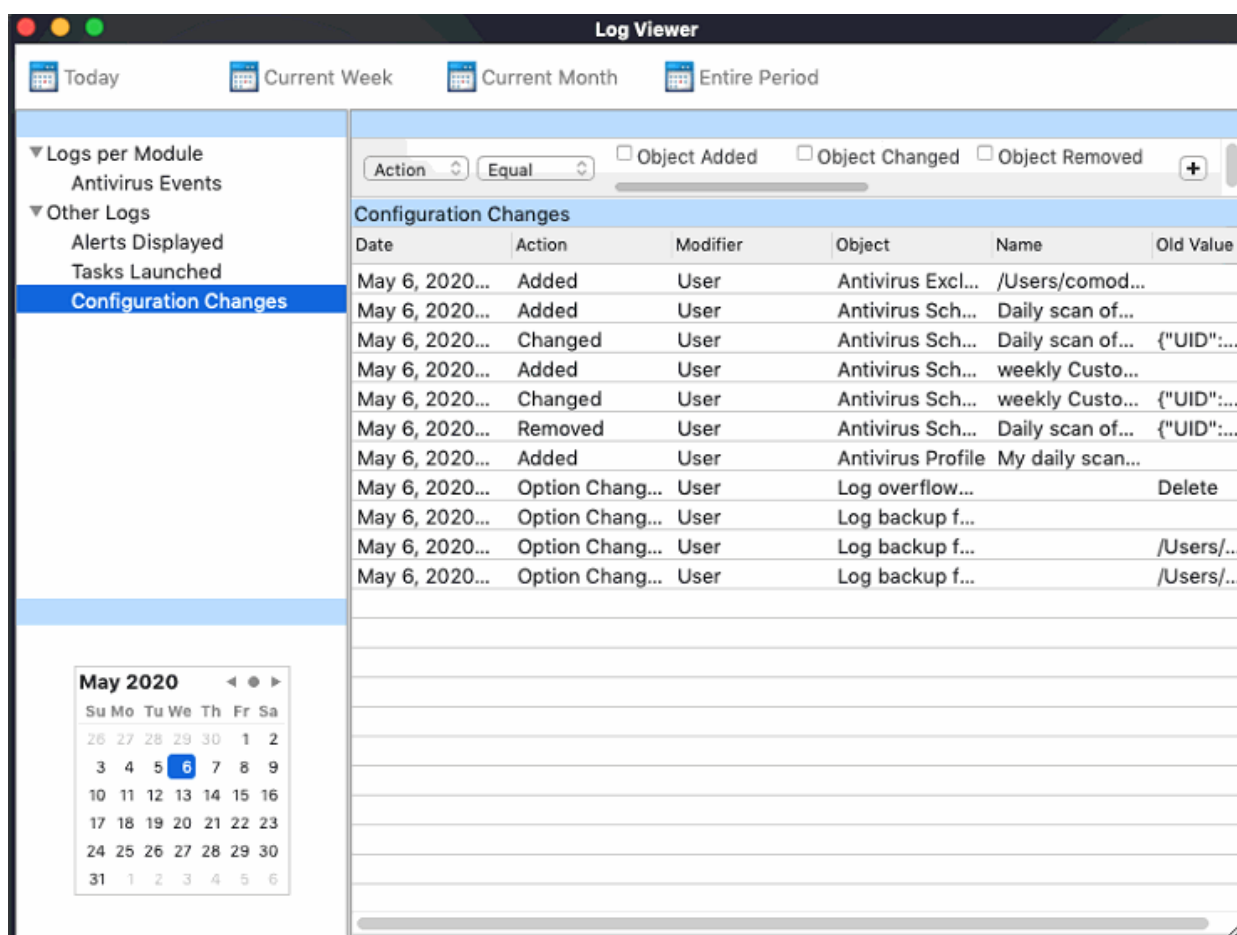 Log Viewer
Today Current Week Current Month Entire Period
Logs per Module
Antivirus Events
Other Logs
Alerts Displayed
Tasks Launched
Configuration Changes
Action Equal Object Added Object Changed Object Removed +
Configuration Changes
Date Action Modifier Object Name Old Value
May 6, 2020... Added User Antivirus Excl... /Users/comod...
May 6, 2020... Added User Antivirus Sch... Daily scan of...
May 6, 2020... Changed User Antivirus Sch... Daily scan of... {"UID":...
May 6, 2020... Added User Antivirus Sch... weekly Custo...
May 6, 2020... Changed User Antivirus Sch... weekly Custo... {"UID":...
May 6, 2020... Removed User Antivirus Sch... Daily scan of... {"UID":...
May 6, 2020... Added User Antivirus Profile My daily scan...
May 6, 2020... Option Chang... User Log overflow... Delete
May 6, 2020... Option Chang... User Log backup f...
May 6, 2020... Option Chang... User Log backup f... /Users/...
May 6, 2020... Option Chang... User Log backup f... /Users/...
May 2020
Su Mo Tu We Th Fr Sa
26 27 28 29 30 1 2
3 4 5 6 7 8 9
10 11 12 13 14 15 16
17 18 19 20 21 22 23
24 25 26 27 28 29 30
31 1 2 3 4 5 6